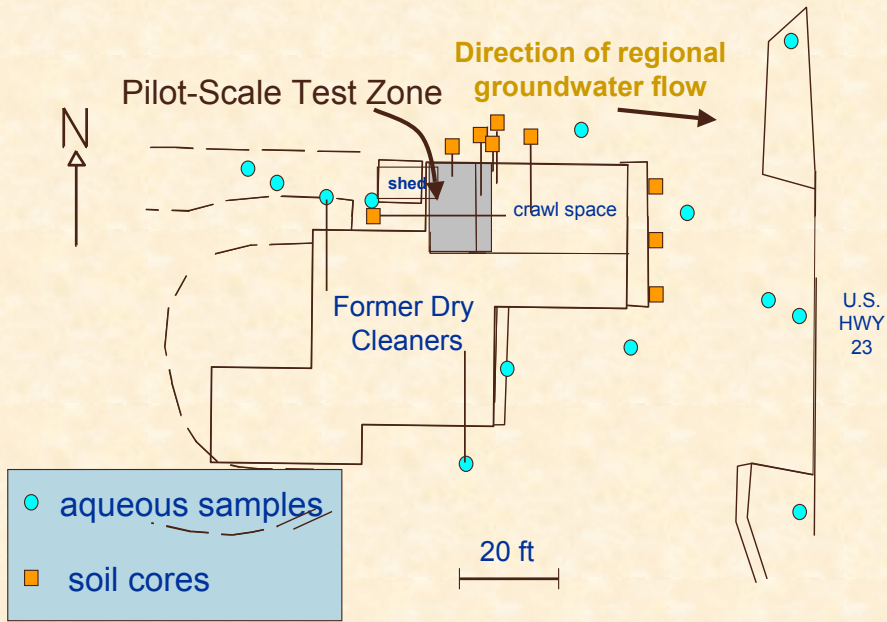 Direction of regional
groundwater flow
Pilot-Scale Test Zone
N
shed
crawl space
Former Dry
Cleaners
U.S.
HWY
23
aqueous samples
soil cores
20 ft